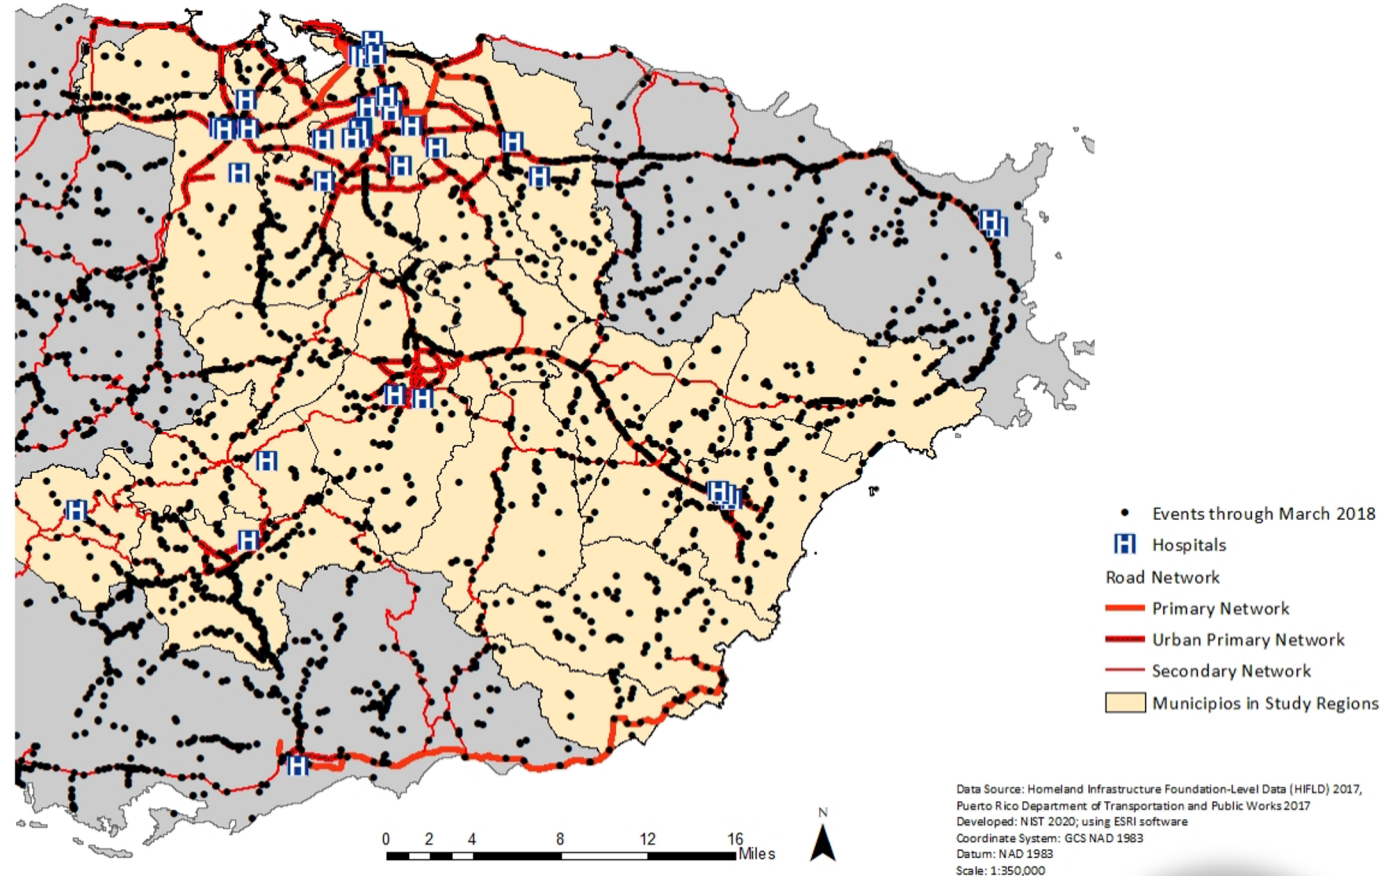 Events through March 2018
H Hospitals
Road Network
Primary Network
Urban Primary Network
Secondary Network
Municipios in Study Regions
Data Source: Homeland Infrastructure Foundation-Level Data (HIFLD) 2017,
Puerto Rico Department of Transportation and Public Works 2017
Developed: NIST 2020; using ESRI software
Coordinate System: GCS NAD 1983
Datum: NAD 1983
Scale: 1:350,000
N
0 2 4 8 12 16
Miles